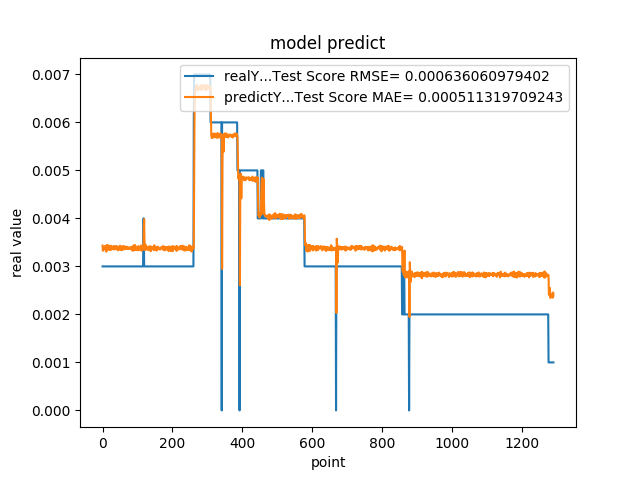 model predict
realY...Test Score RMSE= 0.000636060979402
predictY...Test Score MAE= 0.000511319709243
0.007
0.006
0.005
0.004
0.003
0.002
0.001
0.000
real value
0 200 400 600 800 1000 1200
point